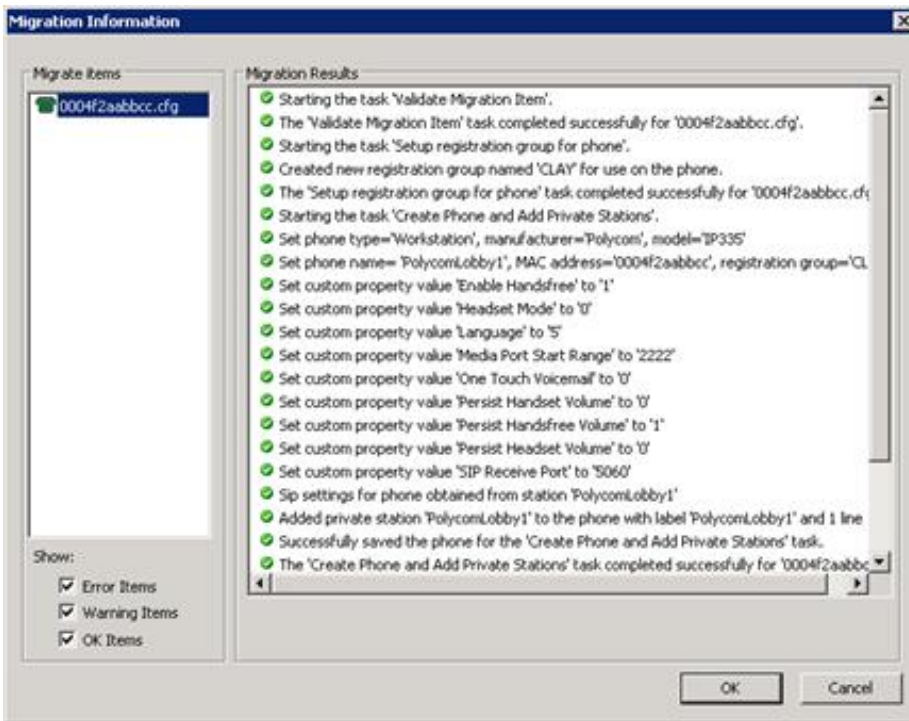 Migration Information
Migrate items
0004f2aabbcc.cfg
Show:
Error Items
Warning Items
OK Items
Migration Results
Starting the task 'Validate Migration Item'.
The 'Validate Migration Item' task completed successfully for '0004f2aabbcc.cfg'.
Starting the task 'Setup registration group for phone'.
Created new registration group named 'CLAY' for use on the phone.
The 'Setup registration group for phone' task completed successfully for '0004f2aabbcc.cfg
Starting the task 'Create Phone and Add Private Stations'.
Set phone type='Workstation', manufacturer='Polycom', model='IP335'
Set phone name= 'PolycomLobby1', MAC address='0004f2aabbcc', registration group='CL
Set custom property value 'Enable Handsfree' to '1'
Set custom property value 'Headset Mode' to '0'
Set custom property value 'Language' to '5'
Set custom property value 'Media Port Start Range' to '2222'
Set custom property value 'One Touch Voicemail' to '0'
Set custom property value 'Persist Handset Volume' to '0'
Set custom property value 'Persist Handsfree Volume' to '1'
Set custom property value 'Persist Headset Volume' to '0'
Set custom property value 'SIP Receive Port' to '5060'
Sip settings for phone obtained from station 'PolycomLobby1'
Added private station 'PolycomLobby1' to the phone with label 'PolycomLobby1' and 1 line
Successfully saved the phone for the 'Create Phone and Add Private Stations' task.
The 'Create Phone and Add Private Stations' task completed successfully for '0004f2aabbc
OK
Cancel